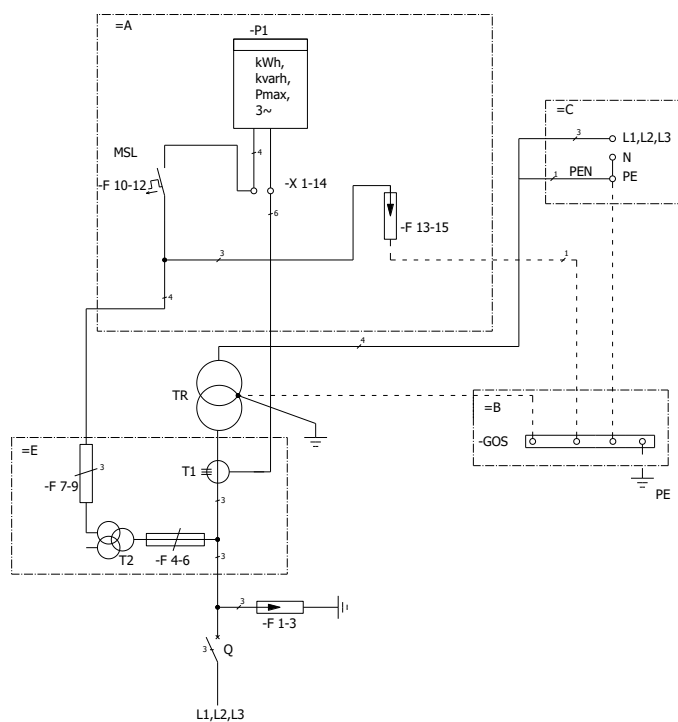 =A
-P1
kWh,
kvarh,
Pmax,
3~
=C
3
L1,L2,L3
MSL
4
N
-F 10-12
-X 1-14
1
PEN
PE
6
-F 13-15
3
1
4
4
TR
=B
=E
-GOS
3
T1
-F 7-9
PE
3
T2
-F 4-6
3
3
-F 1-3
3
Q
L1,L2,L3